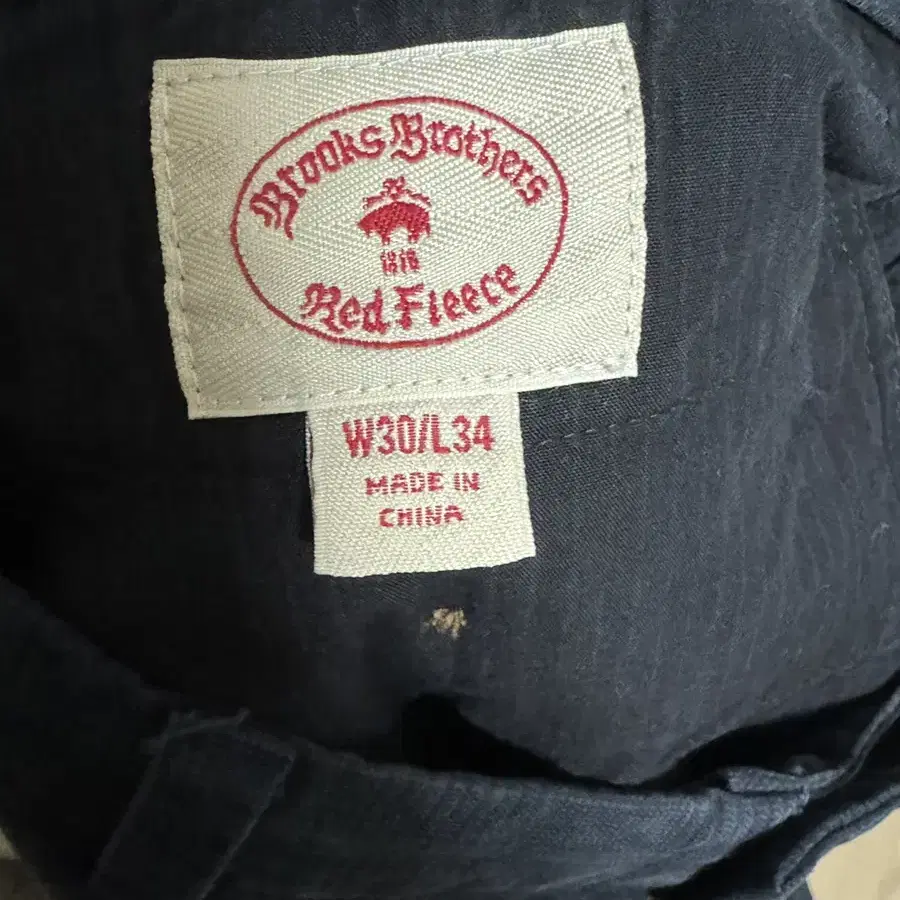 Brooks Brothers
1818
Red Fleece
W30/L34
MADE IN
CHINA